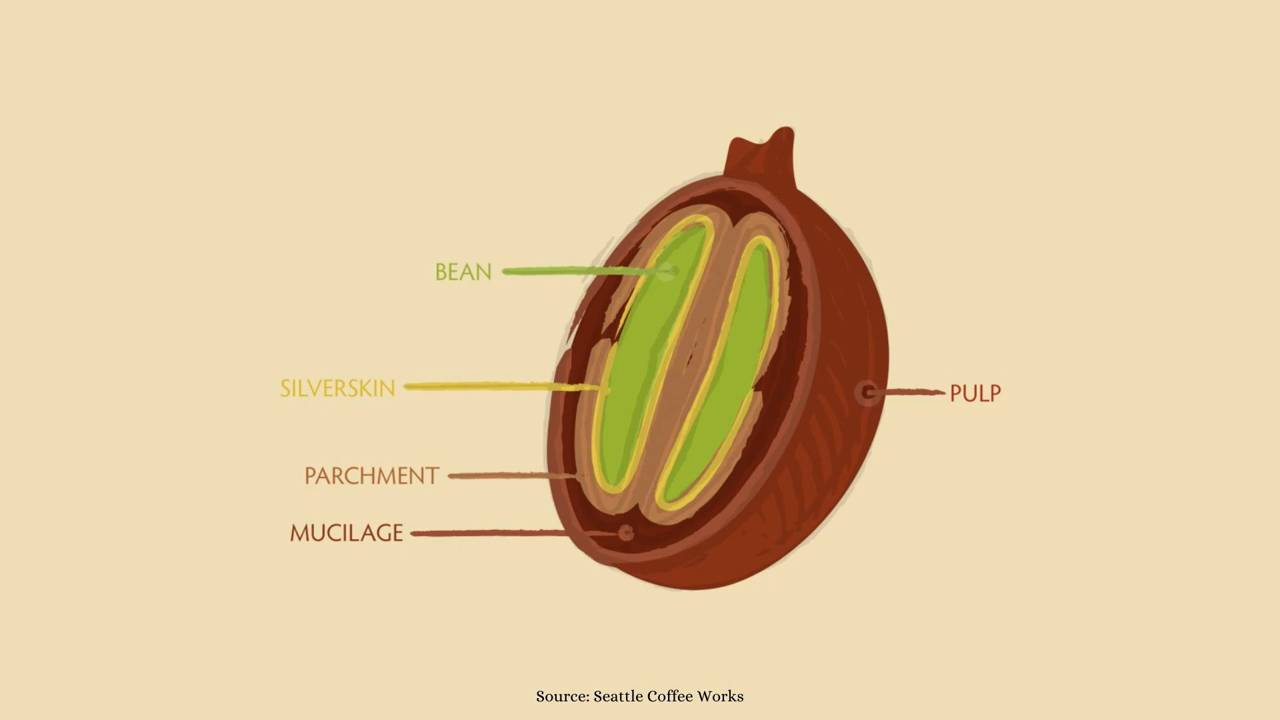 BEAN
SILVERSKIN
PULP
PARCHMENT
MUCILAGE
Source: Seattle Coffee Works